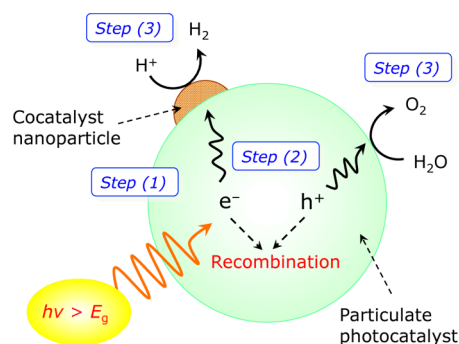 Step (3)
H₂
H⁺
Step (3)
O₂
H₂O
Cocatalyst
nanoparticle
Step (2)
Step (1)
e⁻
h⁺
Recombination
hν > Eg
Particulate
photocatalyst